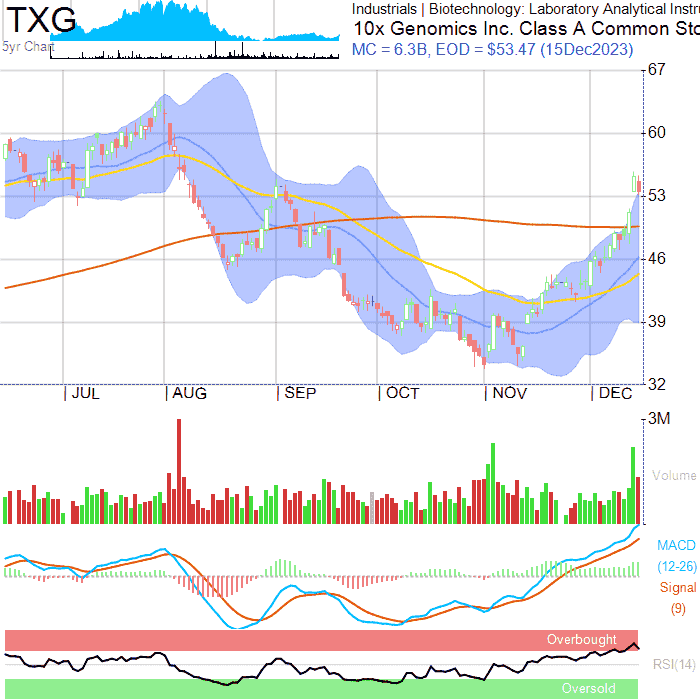 TXG
5yr Chart
Industrials | Biotechnology: Laboratory Analytical Instru
10x Genomics Inc. Class A Common Sto
MC = 6.3B, EOD = $53.47 (15Dec2023)
67
60
53
46
39
32
JUL AUG SEP OCT NOV DEC
3M
Volume
MACD
(12-26)
Signal
(9)
Overbought
RSI(14)
Oversold